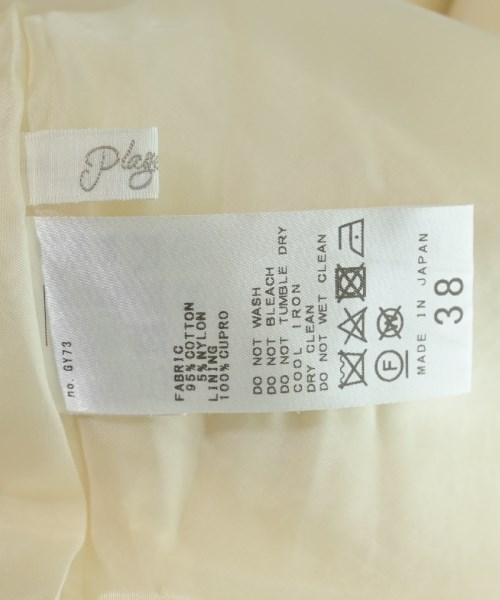 no. GY73
FABRIC
95% COTTON
5% NYLON
LINING
100% CUPRO
DO NOT WASH
DO NOT BLEACH
DO NOT TUMBLE DRY
COOL IRON
DRY CLEAN
DO NOT WET CLEAN
F
MADE IN JAPAN
38